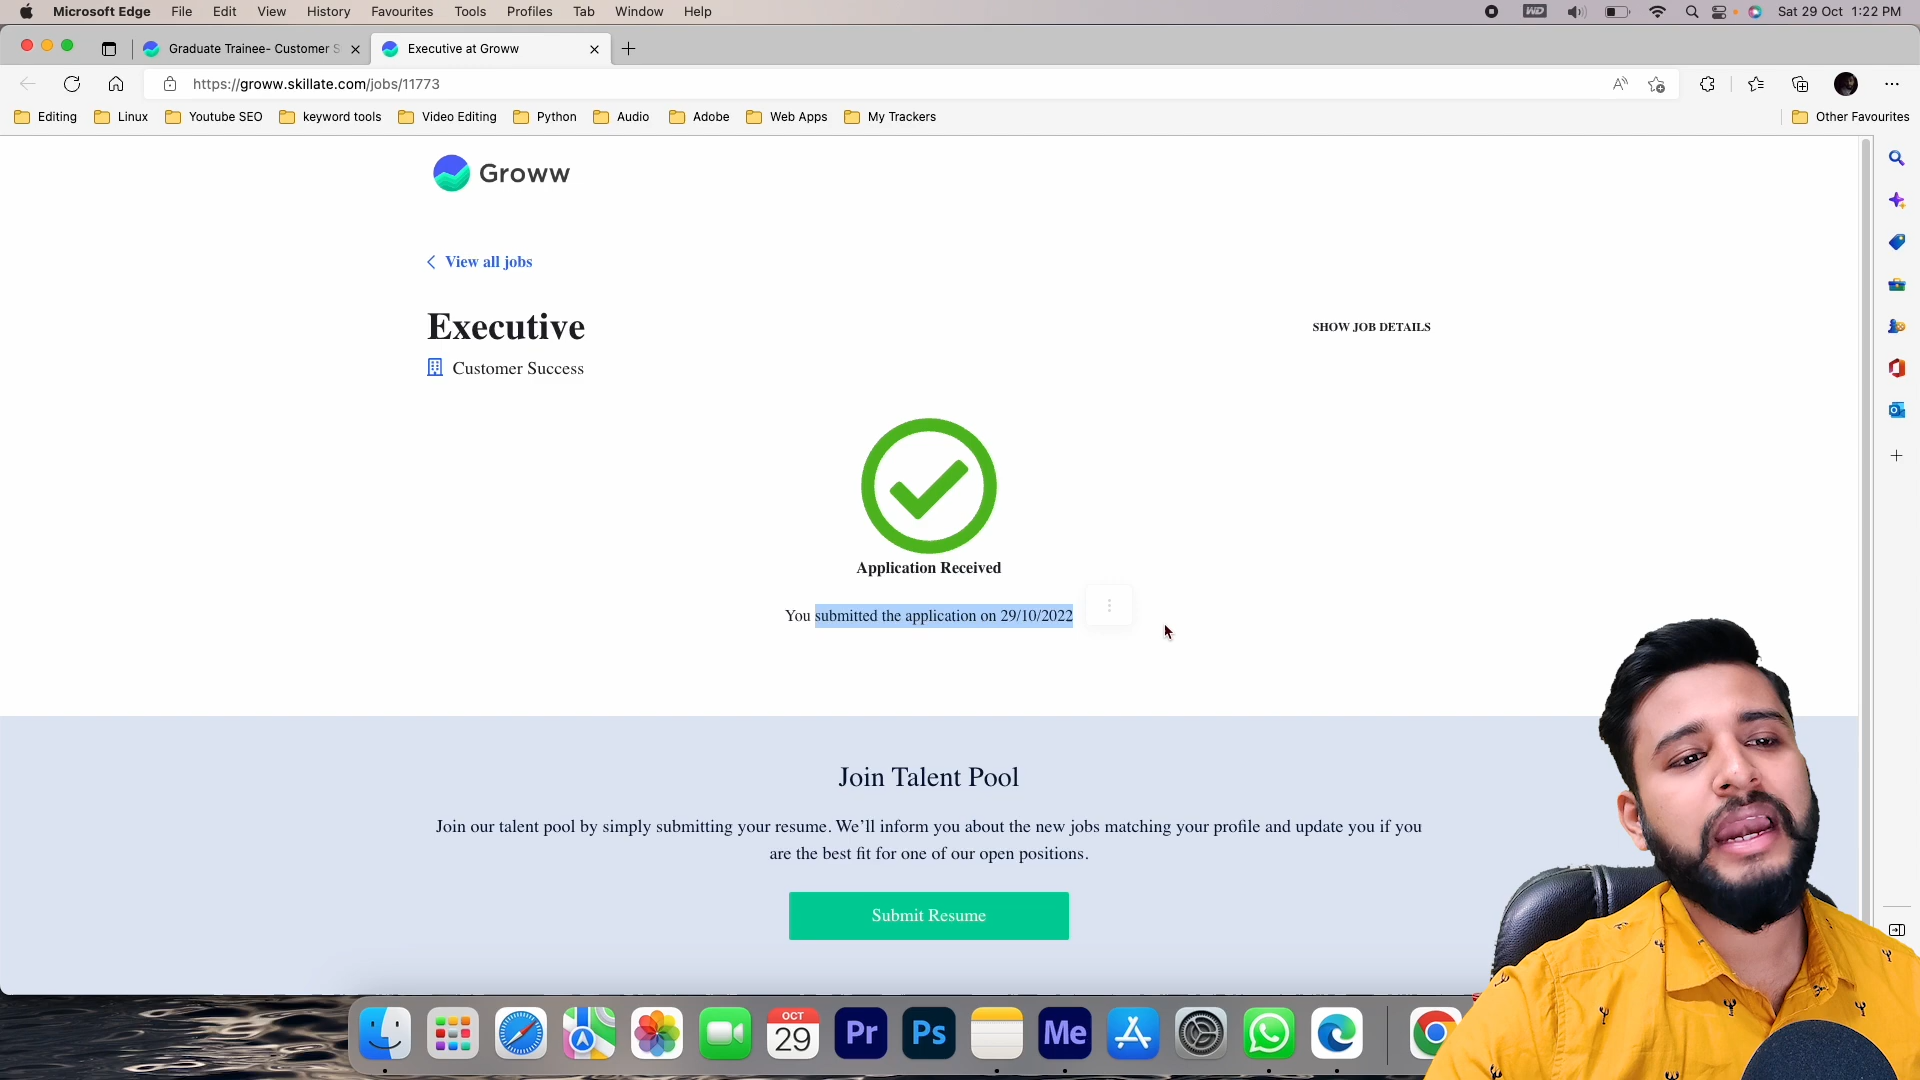 Microsoft Edge File Edit View History Favourites Tools Profiles Tab Window Help
WD
Sat 29 Oct 1:22 PM
Graduate Trainee- Customer S
Executive at Groww
https://groww.skillate.com/jobs/11773
Editing Linux Youtube SEO keyword tools Video Editing Python Audio Adobe Web Apps My Trackers Other Favourites
Groww
View all jobs
Executive
SHOW JOB DETAILS
Customer Success
Application Received
You submitted the application on 29/10/2022
Join Talent Pool
Join our talent pool by simply submitting your resume. We’ll inform you about the new jobs matching your profile and update you if you
are the best fit for one of our open positions.
Submit Resume
OCT
29
Pr
Ps
Me